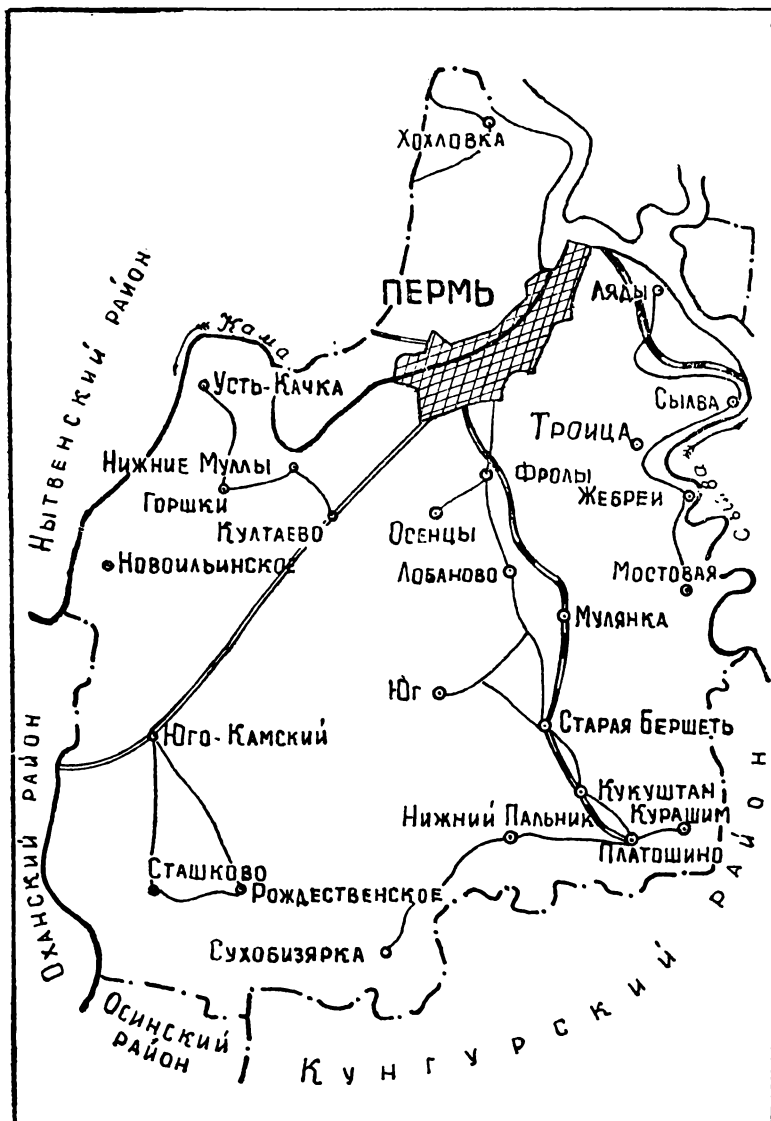 Хохловка
Пермь
Ляды
Нытвенский район
Кама
Усть-Качка
Сылва
Троица
Нижние Муллы
Фролы
Горшки
Жебреи
Сылва
Култаево
Осенцы
Новоильинское
Лобаново
Мостовая
Мулянка
Юг
Старая Бершеть
Юго-Камский
Оханский район
Кукуштан
Нижний Пальник
Курашим
Платошино
Сташково
Рождественское
Сухобизярка
Осинский
район
Кунгурский район